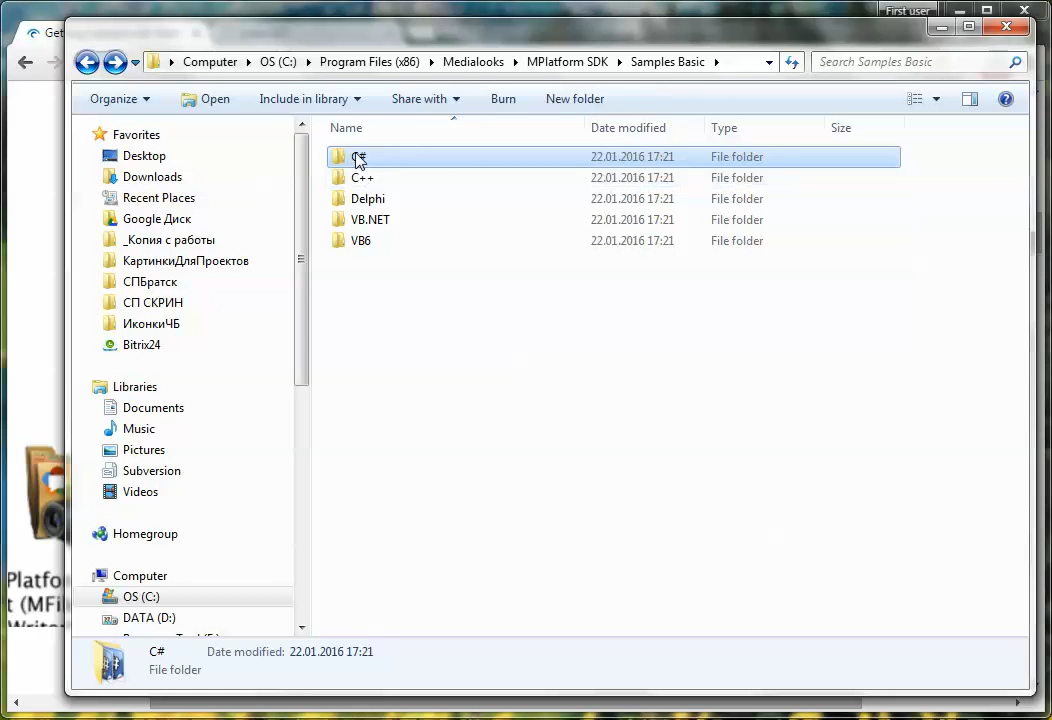 First user
Get
Computer OS (C:) Program Files (x86) Medialooks MPlatform SDK Samples Basic
Search Samples Basic
Organize Open Include in library Share with Burn New folder
Name Date modified Type Size
Favorites
Desktop
Downloads
Recent Places
Google Диск
_Копия с работы
КартинкиДляПроектов
СПБратск
СП СКРИН
ИконкиЧБ
Bitrix24
Libraries
Documents
Music
Pictures
Subversion
Videos
Homegroup
Computer
OS (C:)
DATA (D:)
C# 22.01.2016 17:21 File folder
C++ 22.01.2016 17:21 File folder
Delphi 22.01.2016 17:21 File folder
VB.NET 22.01.2016 17:21 File folder
VB6 22.01.2016 17:21 File folder
Platfo
t (MFi
C# Date modified: 22.01.2016 17:21
File folder